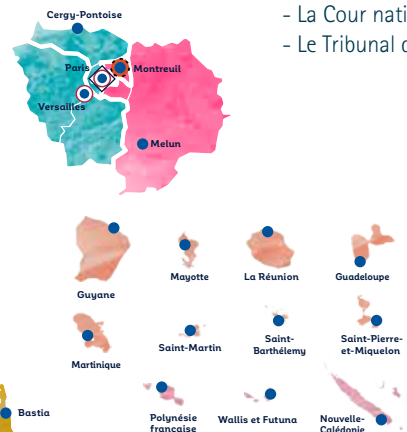 Cergy-Pontoise
- La Cour nati
- Le Tribunal d
Paris
Montreuil
Versailles
Melun
Guyane
Mayotte
La Réunion
Guadeloupe
Martinique
Saint-Martin
Saint-
Barthélemy
Saint-Pierre-
et-Miquelon
Bastia
Polynésie
française
Wallis et Futuna
Nouvelle-
Calédonie